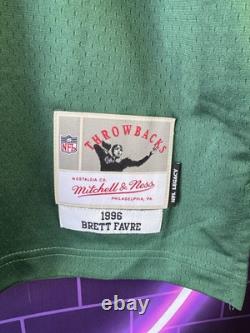 NFL
THROWBACKS
NOSTALGIA CO.
Mitchell & Ness
PHILADELPHIA, PA.
NFL LEGACY
1996
BRETT FAVRE